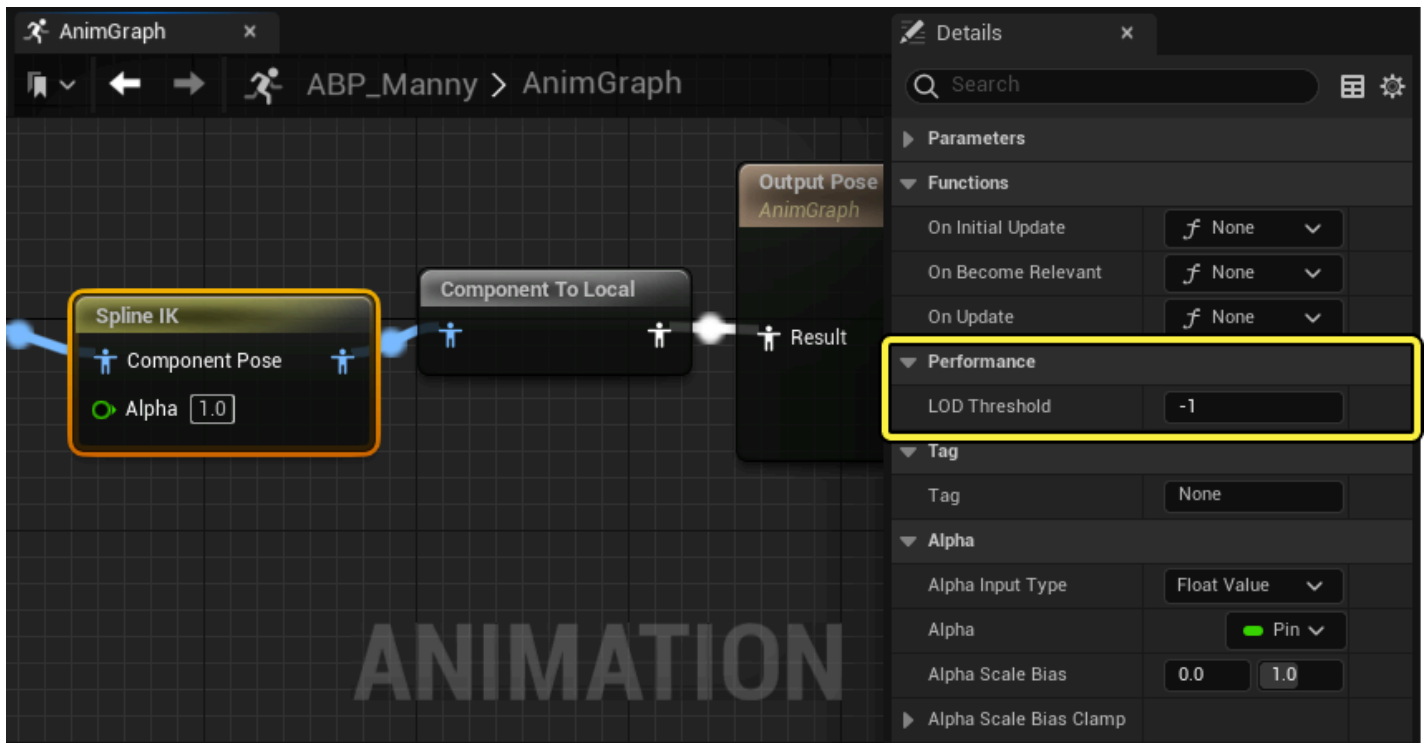 AnimGraph
ABP_Manny > AnimGraph
Spline IK
Component Pose
Alpha 1.0
Component To Local
Output Pose
AnimGraph
Result
ANIMATION
Details
Search
Parameters
Functions
On Initial Update f None
On Become Relevant f None
On Update f None
Performance
LOD Threshold -1
Tag
Tag None
Alpha
Alpha Input Type Float Value
Alpha Pin
Alpha Scale Bias 0.0 1.0
Alpha Scale Bias Clamp